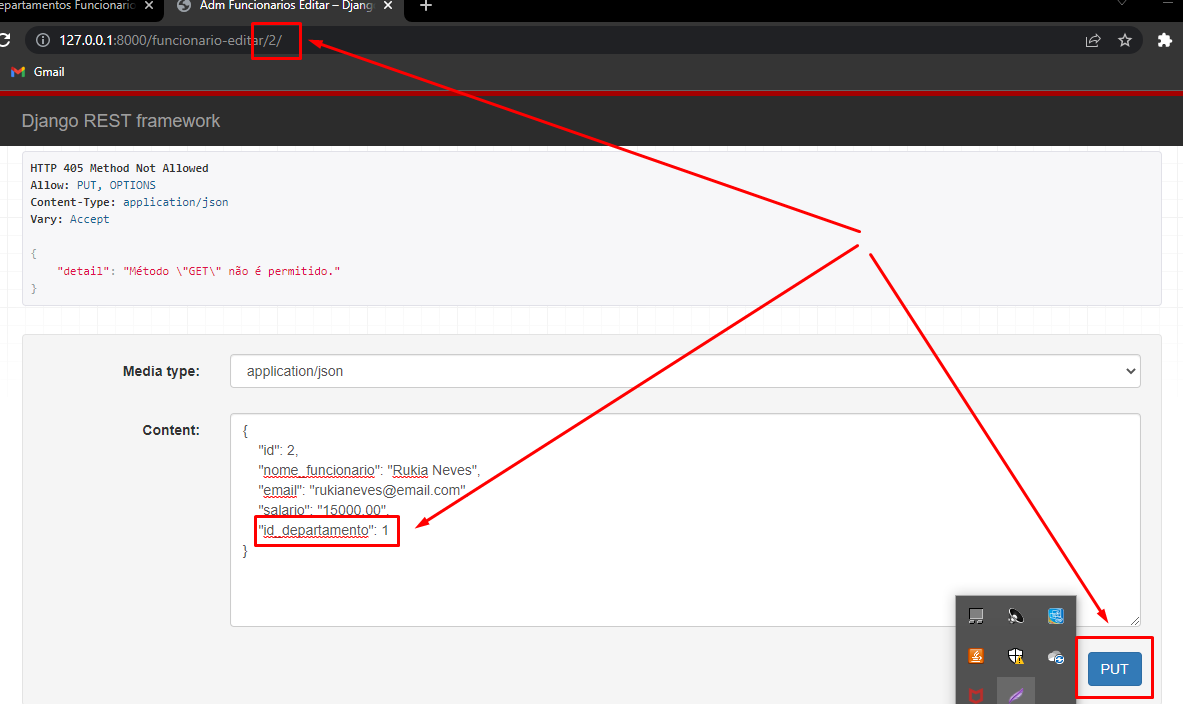 epartamentos Funcionario
Adm Funcionarios Editar – Djang
127.0.0.1:8000/funcionario-editar/2/
Gmail
Django REST framework
HTTP 405 Method Not Allowed
Allow: PUT, OPTIONS
Content-Type: application/json
Vary: Accept
{
"detail": "Método \"GET\" não é permitido."
}
Media type:
application/json
Content:
{
"id": 2,
"nome_funcionario": "Rukia Neves",
"email": "rukianeves@email.com"
"salario": "15000.00",
"id_departamento": 1
}
PUT